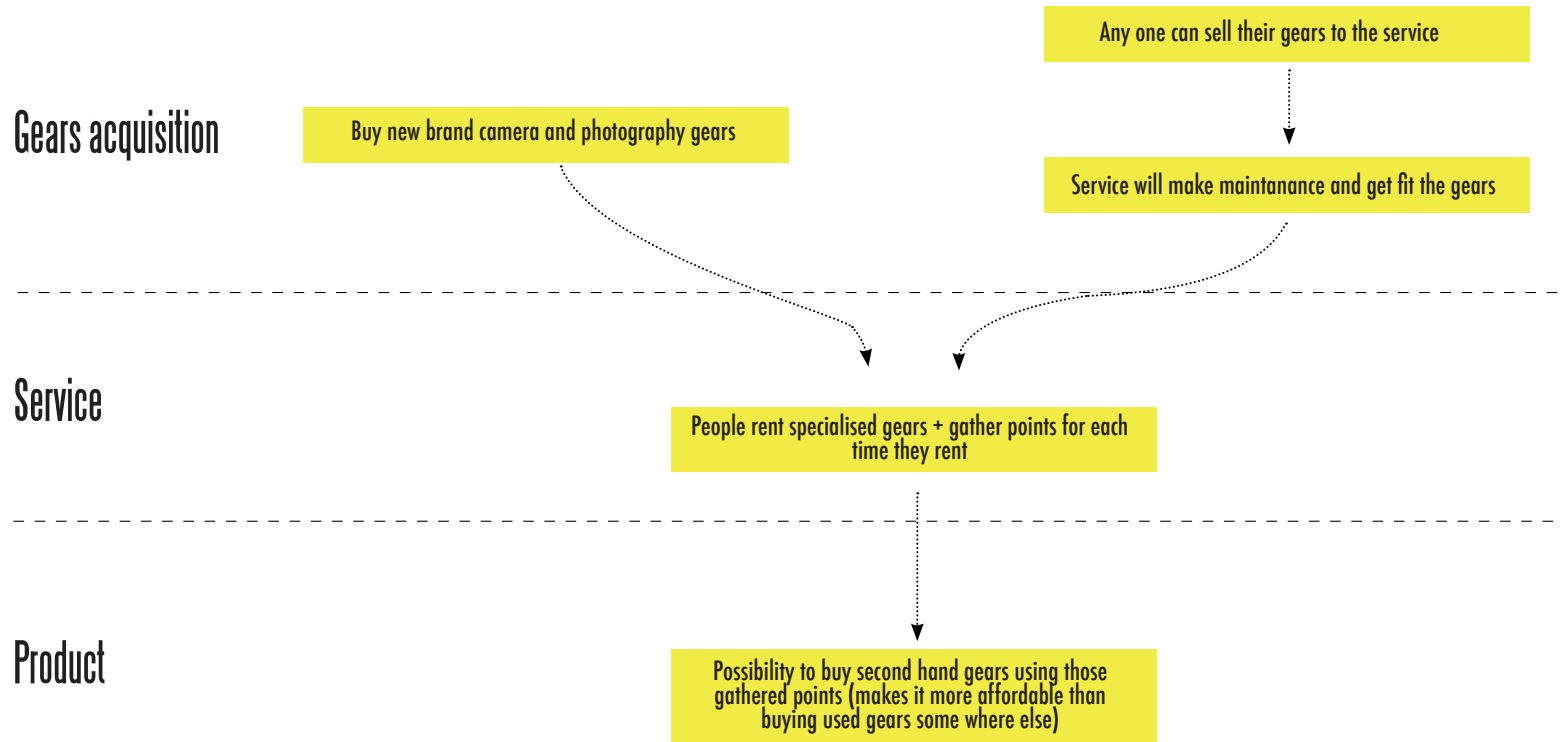 Any one can sell their gears to the service
Gears acquisition
Buy new brand camera and photography gears
Service will make maintanance and get fit the gears
Service
People rent specialised gears + gather points for each
time they rent
Product
Possibility to buy second hand gears using those
gathered points (makes it more affordable than
buying used gears some where else)